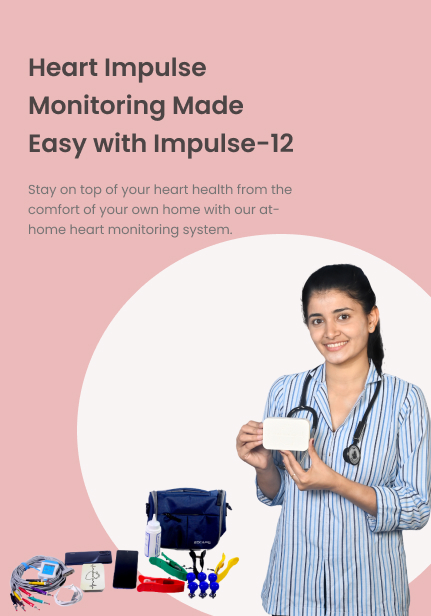 Heart Impulse
Monitoring Made
Easy with Impulse-12
Stay on top of your heart health from the
comfort of your own home with our at-
home heart monitoring system.